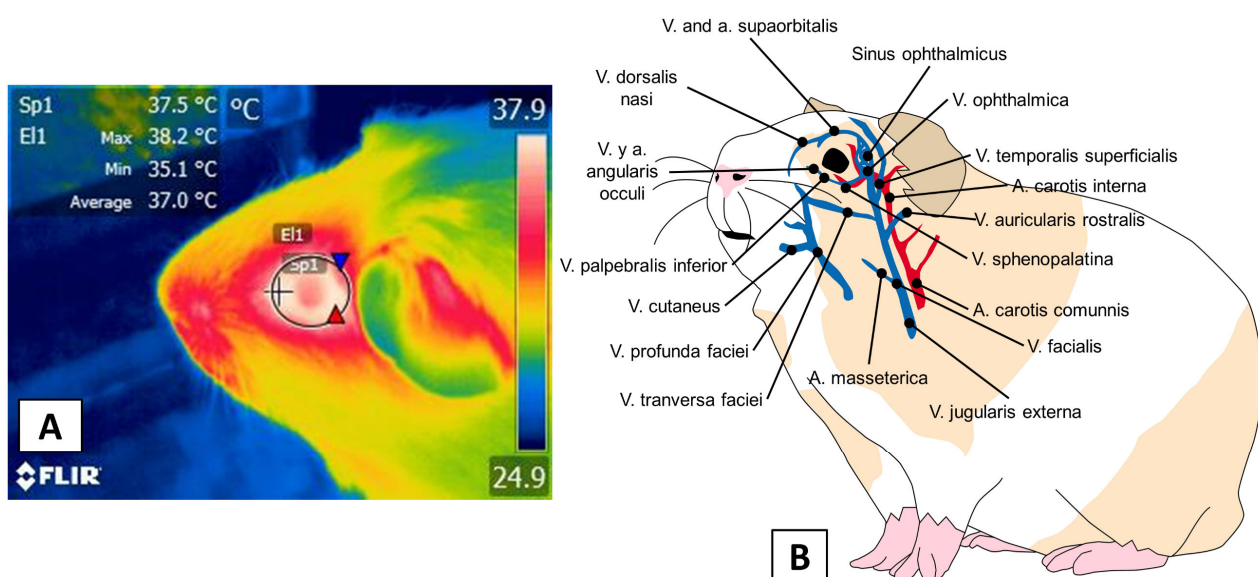 Sp1 37.5 °C
El1 Max 38.2 °C
Min 35.1 °C
Average 37.0 °C
°C
37.9
El1
Sp1
A
FLIR
24.9
V. and a. supaorbitalis
Sinus ophthalmicus
V. dorsalis
nasi
V. ophthalmica
V. y a.
angularis
occuli
V. temporalis superficialis
A. carotis interna
V. auricularis rostralis
V. palpebralis inferior
V. sphenopalatina
V. cutaneus
A. carotis comunnis
V. profunda faciei
V. facialis
A. masseterica
V. tranversa faciei
V. jugularis externa
B